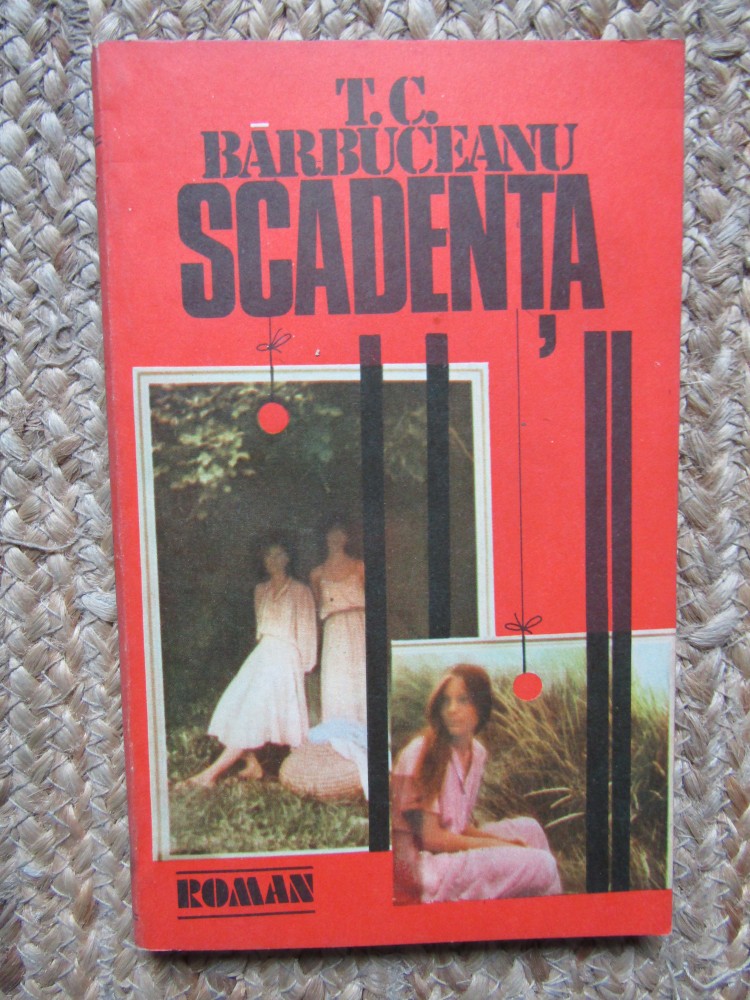 T. C.
BĂRBUCEANU
SCADENȚA
ROMAN